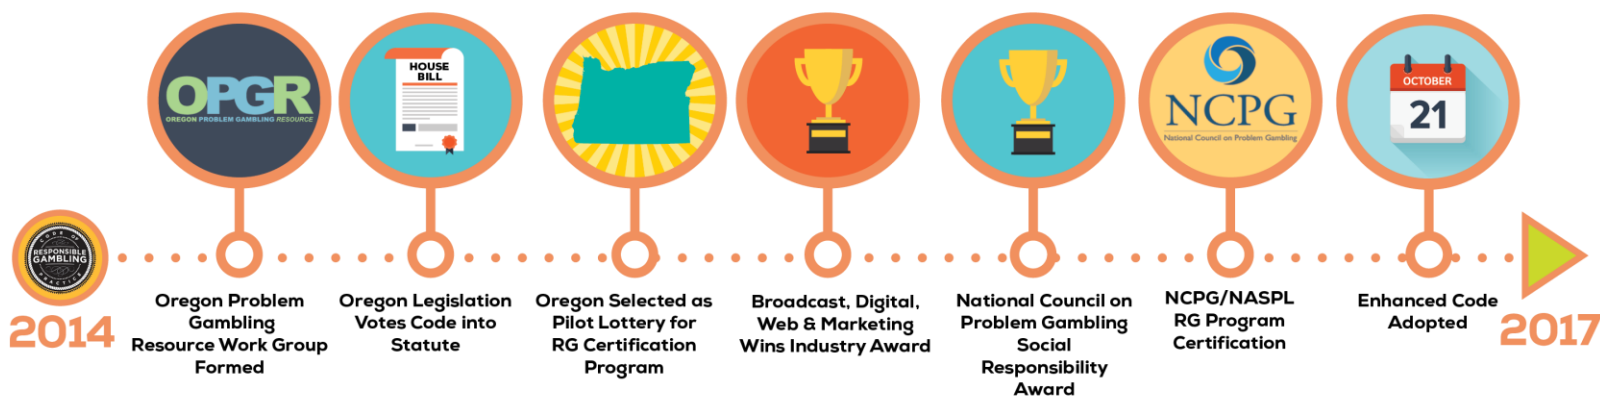 OPGR
OREGON PROBLEM GAMBLING RESOURCE
HOUSE
BILL
NCPG
National Council on Problem Gambling
OCTOBER
21
CODE OF
RESPONSIBLE
GAMBLING
PRACTICE
2014
Oregon Problem
Gambling
Resource Work Group
Formed
Oregon Legislation
Votes Code into
Statute
Oregon Selected as
Pilot Lottery for
RG Certification
Program
Broadcast, Digital,
Web & Marketing
Wins Industry Award
National Council on
Problem Gambling
Social
Responsibility
Award
NCPG/NASPL
RG Program
Certification
Enhanced Code
Adopted
2017